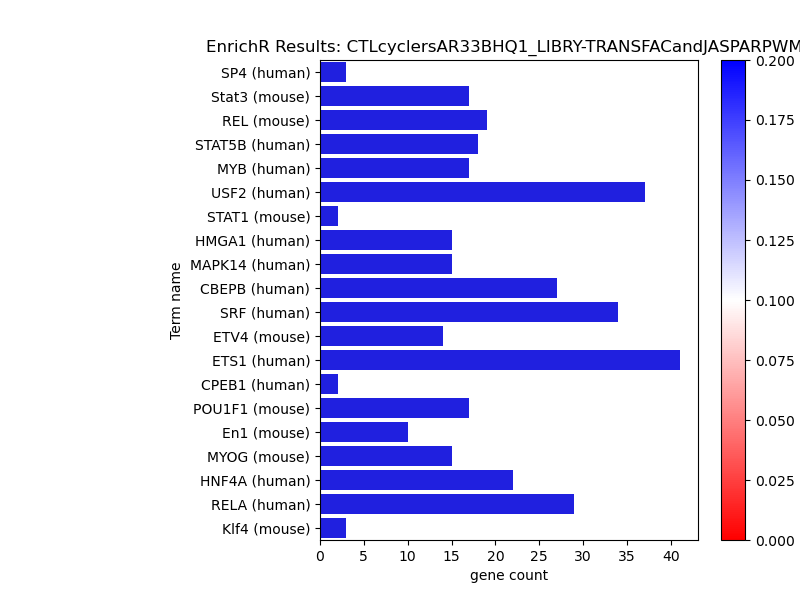 EnrichR Results: CTLcyclersAR33BHQ1_LIBRY-TRANSFACandJASPARPWM
SP4 (human)
Stat3 (mouse)
REL (mouse)
STAT5B (human)
MYB (human)
USF2 (human)
STAT1 (mouse)
HMGA1 (human)
MAPK14 (human)
CBEPB (human)
SRF (human)
ETV4 (mouse)
ETS1 (human)
CPEB1 (human)
POU1F1 (mouse)
En1 (mouse)
MYOG (mouse)
HNF4A (human)
RELA (human)
Klf4 (mouse)
Term name
0 5 10 15 20 25 30 35 40
gene count
0.200
0.175
0.150
0.125
0.100
0.075
0.050
0.025
0.000